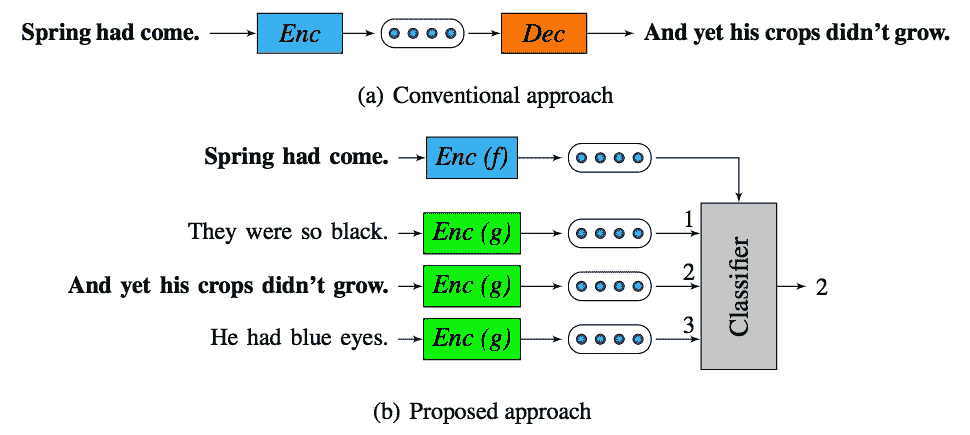 Spring had come. Enc Dec And yet his crops didn't grow.
(a) Conventional approach
Spring had come. Enc (f)
They were so black. Enc (g) 1
And yet his crops didn't grow. Enc (g) 2 Classifier 2
He had blue eyes. Enc (g) 3
(b) Proposed approach